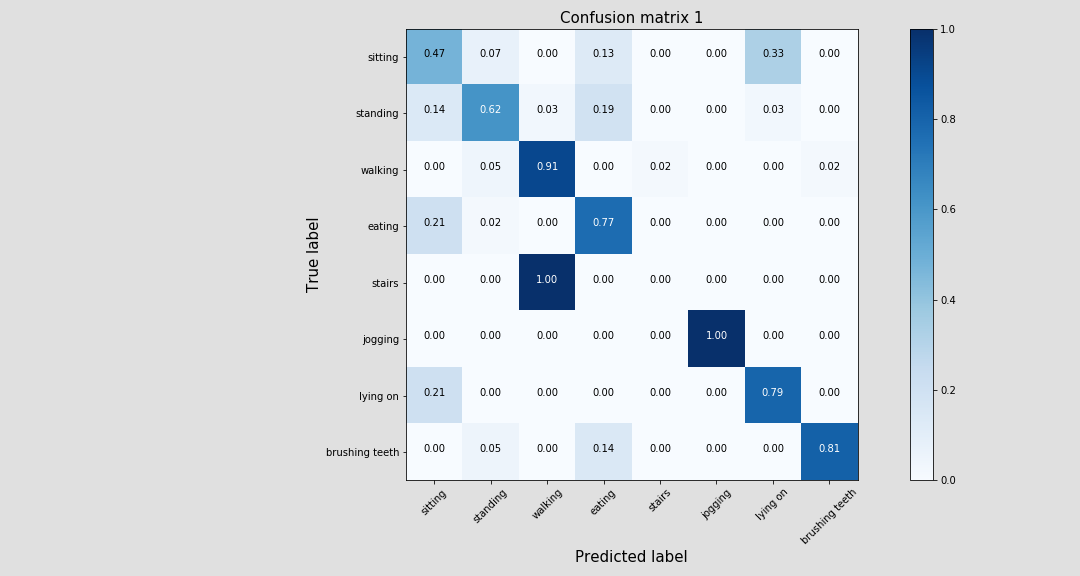 Confusion matrix 1
sitting 0.47 0.07 0.00 0.13 0.00 0.00 0.33 0.00
standing 0.14 0.62 0.03 0.19 0.00 0.00 0.03 0.00
walking 0.00 0.05 0.91 0.00 0.02 0.00 0.00 0.02
eating 0.21 0.02 0.00 0.77 0.00 0.00 0.00 0.00
stairs 0.00 0.00 1.00 0.00 0.00 0.00 0.00 0.00
jogging 0.00 0.00 0.00 0.00 0.00 1.00 0.00 0.00
lying on 0.21 0.00 0.00 0.00 0.00 0.00 0.79 0.00
brushing teeth 0.00 0.05 0.00 0.14 0.00 0.00 0.00 0.81
sitting standing walking eating stairs jogging lying on brushing teeth
True label
Predicted label
1.0
0.8
0.6
0.4
0.2
0.0